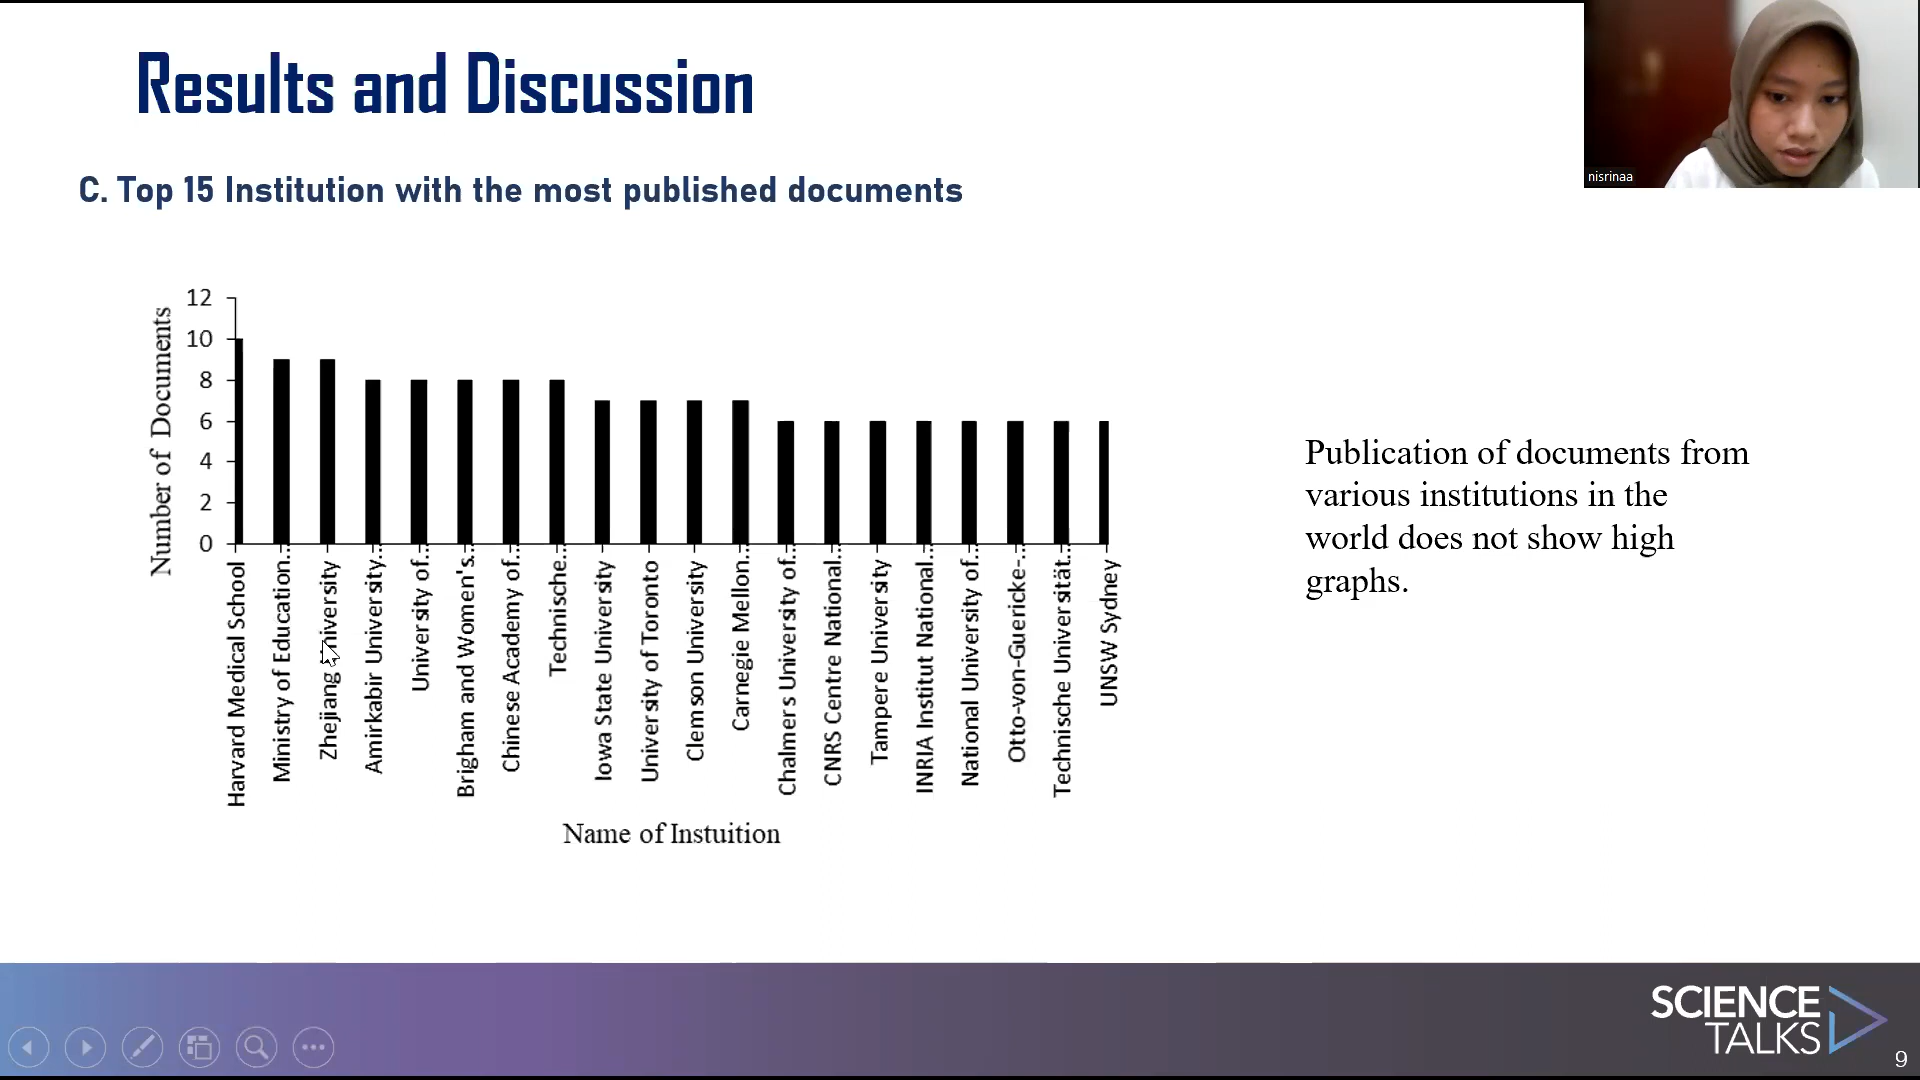 Results and Discussion
nisrinaa
C. Top 15 Institution with the most published documents
Number of Documents
12
10
8
6
4
2
0
Harvard Medical School
Ministry of Education...
Zhejiang University
Amirkabir University...
University of...
Brigham and Women's...
Chinese Academy of...
Technische...
Iowa State University
University of Toronto
Clemson University
Carnegie Mellon...
Chalmers University of...
CNRS Centre National...
Tampere University
INRIA Institut National...
National University of...
Otto-von-Guericke-...
Technische Universität...
UNSW Sydney
Name of Instuition
Publication of documents from
various institutions in the
world does not show high
graphs.
SCIENCE
TALKS
9